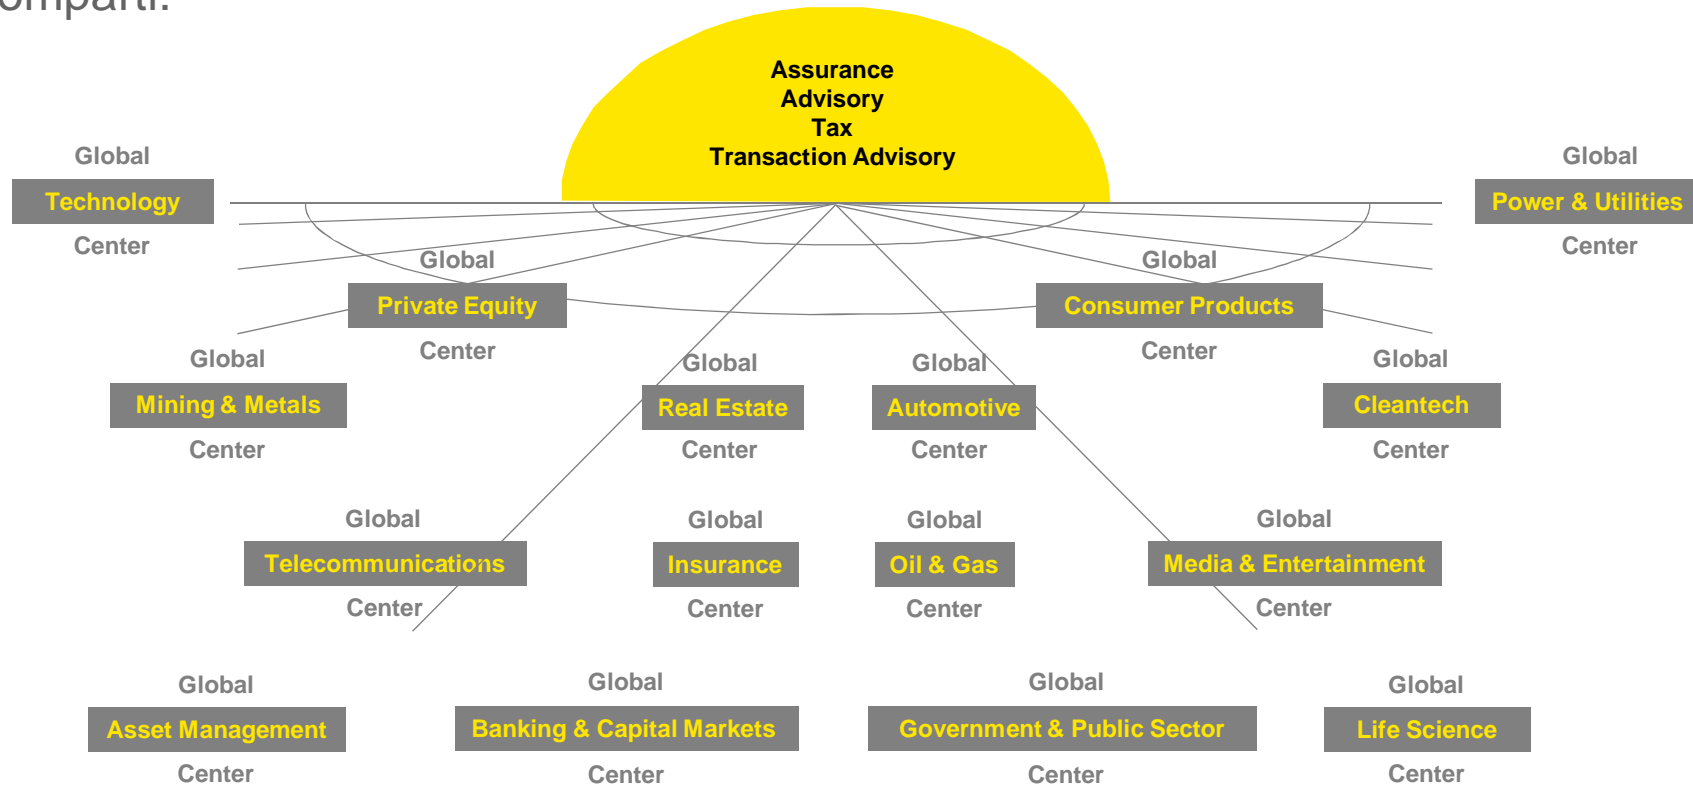 Assurance
Advisory
Tax
Transaction Advisory
Global
Technology
Center
Global
Power & Utilities
Center
Global
Private Equity
Center
Global
Consumer Products
Center
Global
Mining & Metals
Center
Global
Real Estate
Center
Global
Automotive
Center
Global
Cleantech
Center
Global
Telecommunications
Center
Global
Insurance
Center
Global
Oil & Gas
Center
Global
Media & Entertainment
Center
Global
Asset Management
Center
Global
Banking & Capital Markets
Center
Global
Government & Public Sector
Center
Global
Life Science
Center